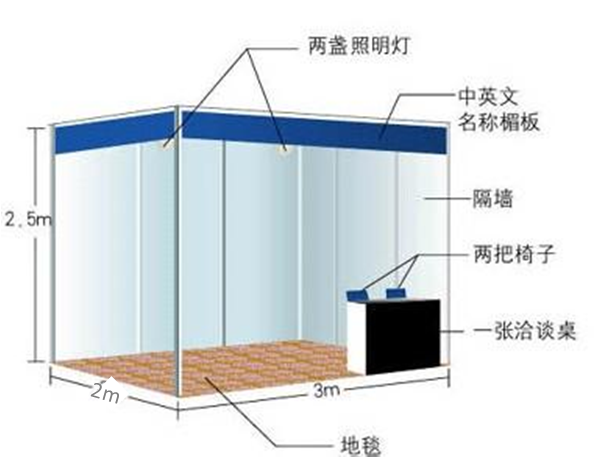 两盏照明灯
中英文
名称楣板
2.5m
隔墙
两把椅子
一张洽谈桌
2m
3m
地毯